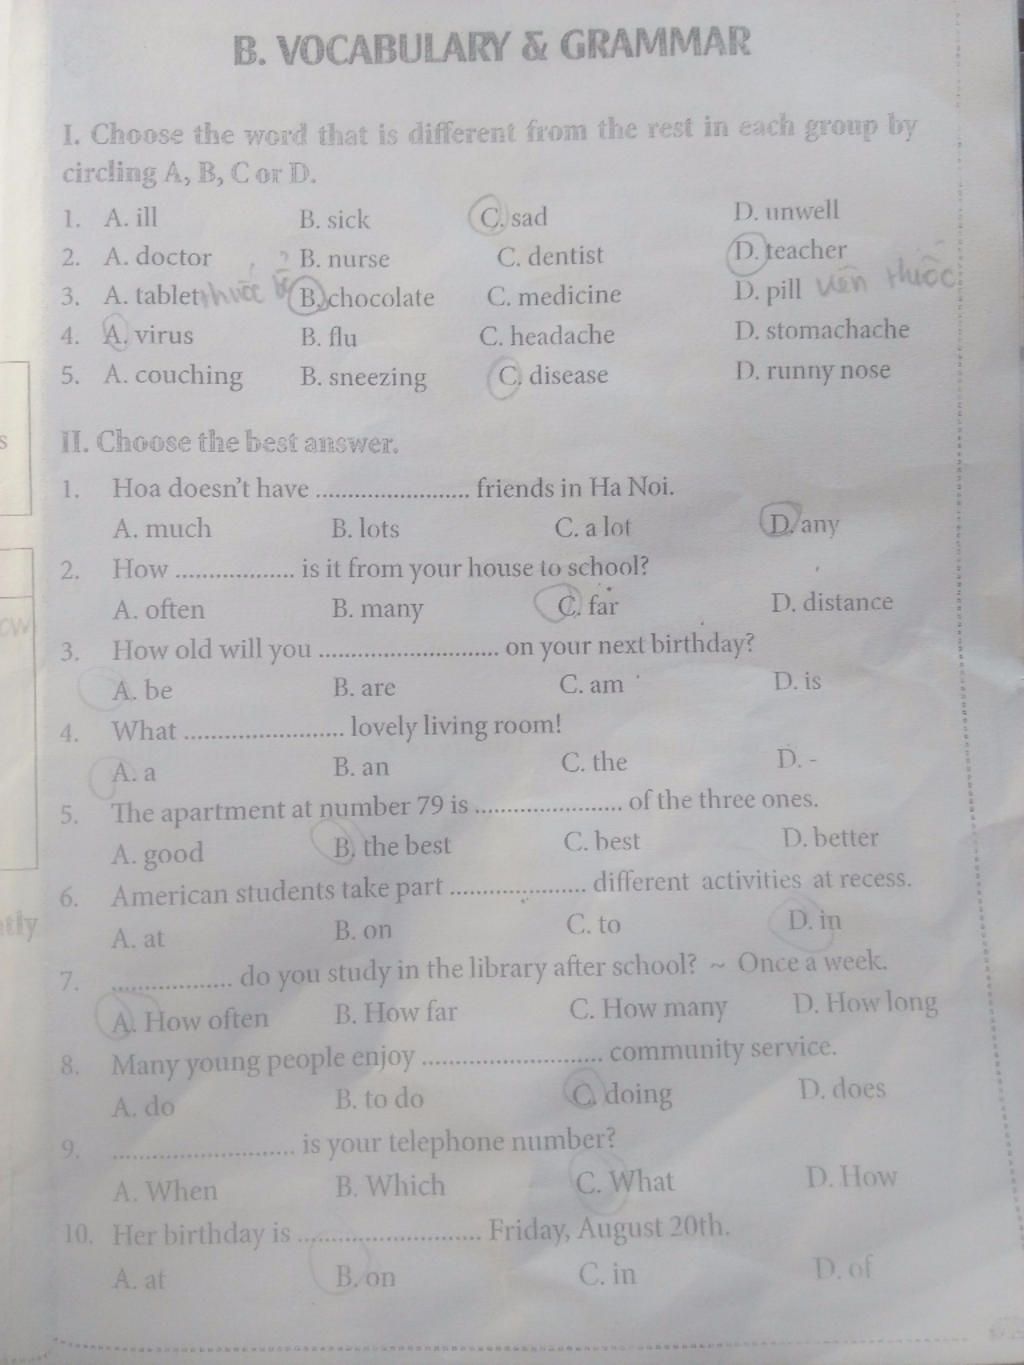 B. VOCABULARY & GRAMMAR
I. Choose the word that is different from the rest in each group by
circling A, B, C or D.
1. A. ill B. sick C. sad D. unwell
2. A. doctor B. nurse C. dentist D. teacher
3. A. tablet thuốc B. chocolate C. medicine D. pill viên thuốc
4. A. virus B. flu C. headache D. stomachache
5. A. couching B. sneezing C. disease D. runny nose
II. Choose the best answer.
1. Hoa doesn't have ....................... friends in Ha Noi.
A. much B. lots C. a lot D. any
2. How .................. is it from your house to school?
A. often B. many C. far D. distance
3. How old will you ........................... on your next birthday?
A. be B. are C. am D. is
4. What ........................ lovely living room!
A. a B. an C. the D. -
5. The apartment at number 79 is ...................... of the three ones.
A. good B. the best C. best D. better
6. American students take part .................... different activities at recess.
A. at B. on C. to D. in
7. .................. do you study in the library after school? ~ Once a week.
A. How often B. How far C. How many D. How long
8. Many young people enjoy ........................... community service.
A. do B. to do C. doing D. does
9. ........................... is your telephone number?
A. When B. Which C. What D. How
10. Her birthday is ........................... Friday, August 20th.
A. at B. on C. in D. of